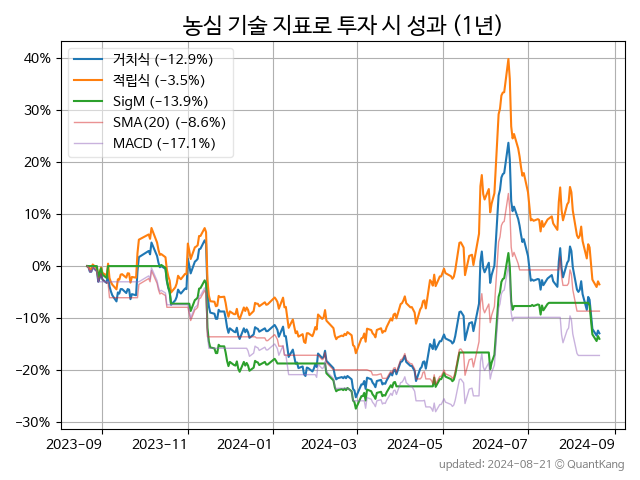 농심 기술 지표로 투자 시 성과 (1년)
40%
30%
20%
10%
0%
−10%
−20%
−30%
거치식 (−12.9%)
적립식 (−3.5%)
SigM (−13.9%)
SMA(20) (−8.6%)
MACD (−17.1%)
2023-09 2023-11 2024-01 2024-03 2024-05 2024-07 2024-09
updated: 2024-08-21 © QuantKang